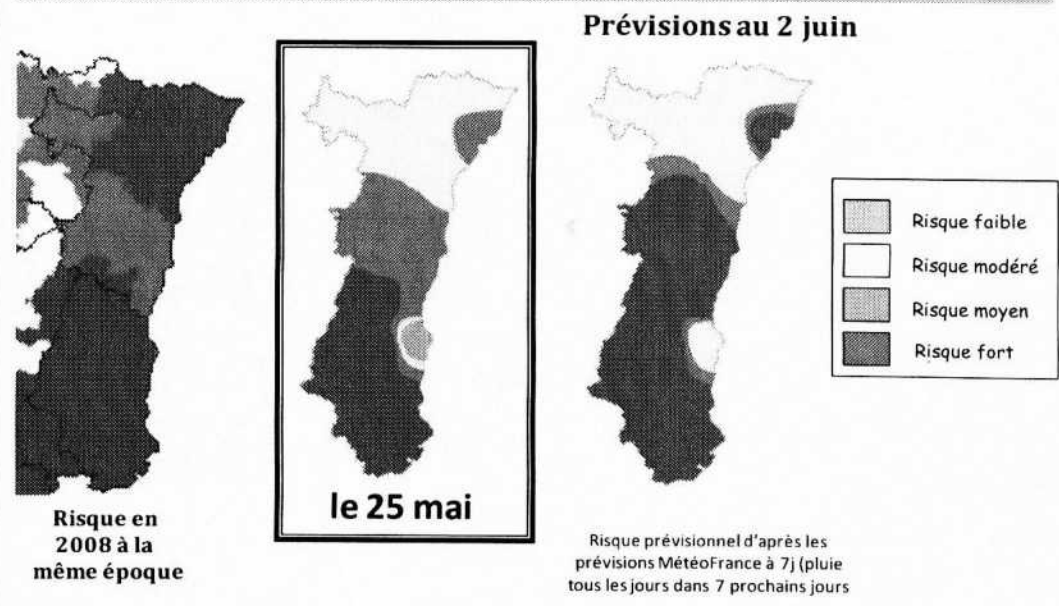 Prévisions au 2 juin
Risque faible
Risque modéré
Risque moyen
Risque fort
le 25 mai
Risque en
2008 à la
même époque
Risque prévisionnel d'après les
prévisions MétéoFrance à 7j (pluie
tous les jours dans 7 prochains jours